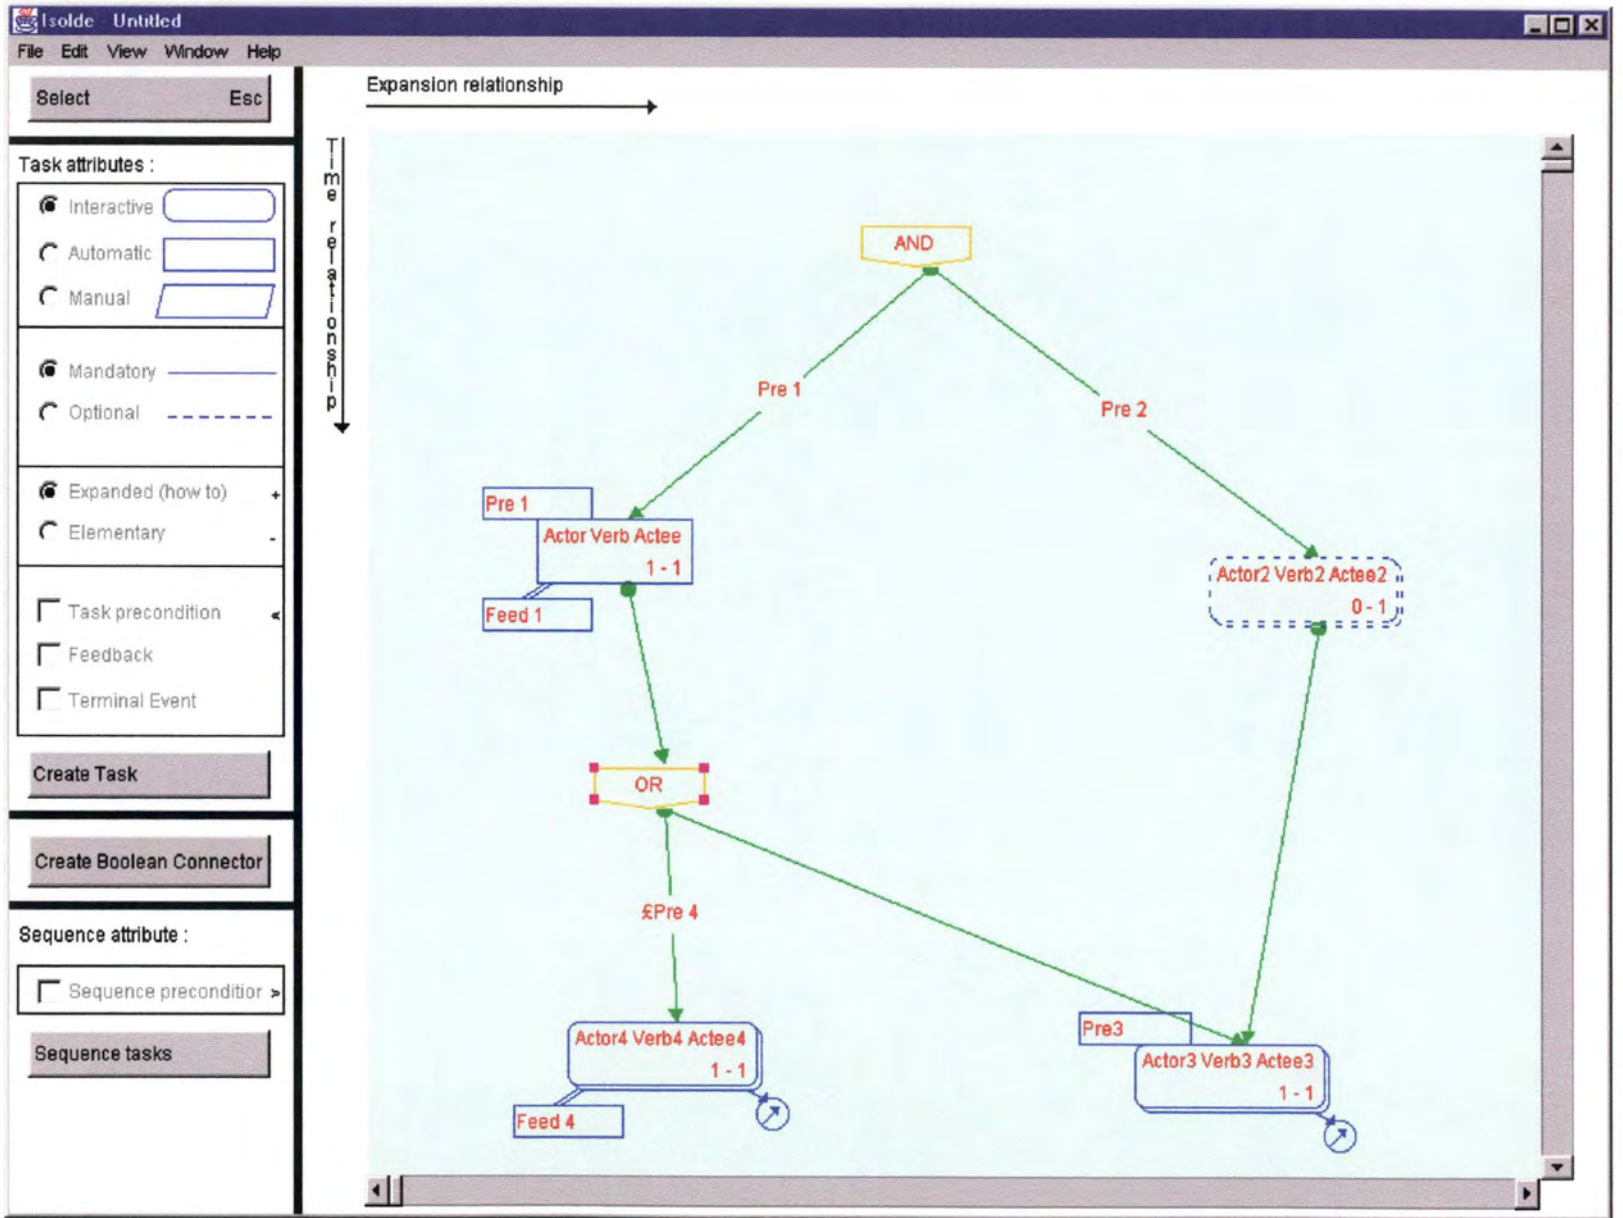 Isolde - Untitled
File Edit View Window Help
Select Esc
Task attributes :
Interactive
Automatic
Manual
Mandatory
Optional
Expanded (how to) +
Elementary -
Task precondition «
Feedback
Terminal Event
Create Task
Create Boolean Connector
Sequence attribute :
Sequence precondition »
Sequence tasks
Expansion relationship
Time relationship
AND
Pre 1
Pre 2
Pre 1
Actor Verb Actee
1 - 1
Feed 1
Actor2 Verb2 Actee2
0 - 1
OR
£Pre 4
Actor4 Verb4 Actee4
1 - 1
Feed 4
Pre3
Actor3 Verb3 Actee3
1 - 1